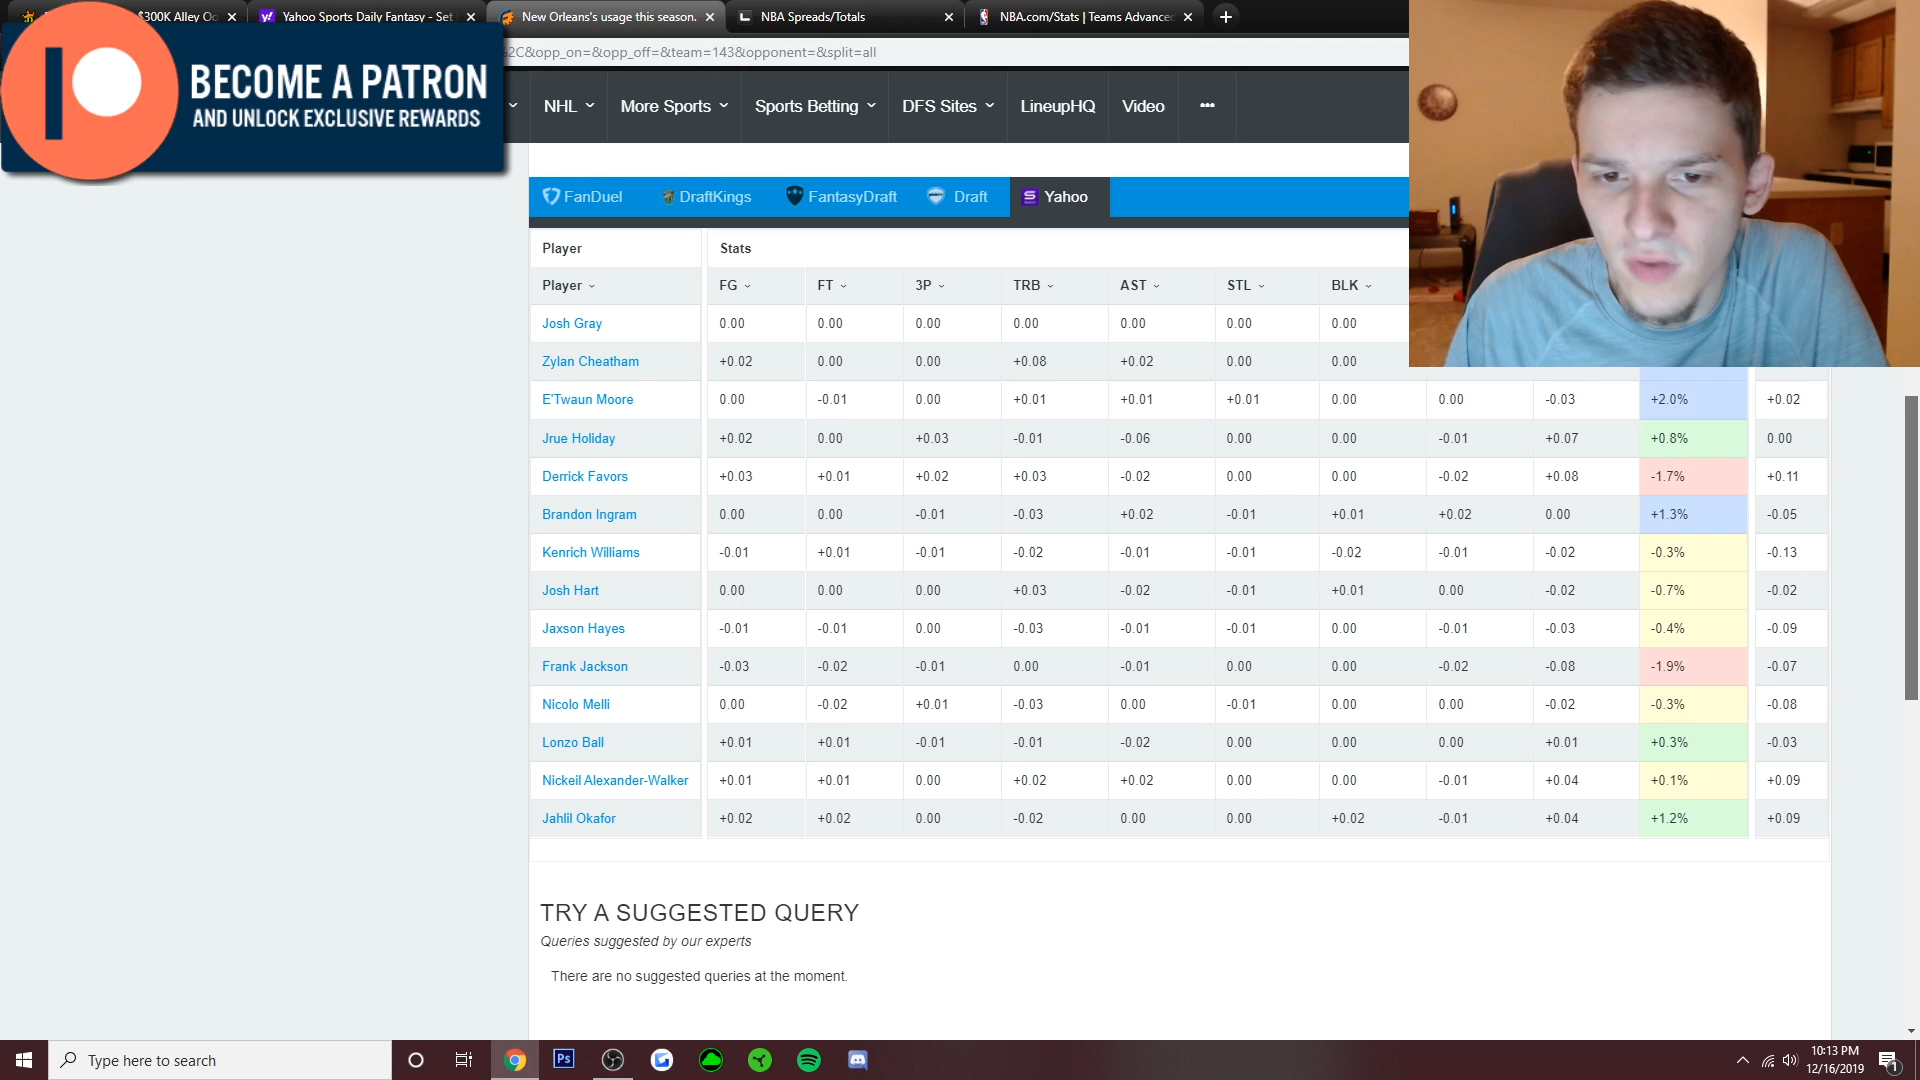 $300K Alley Oo
Yahoo Sports Daily Fantasy - Set
New Orleans's usage this season.
NBA Spreads/Totals
NBA.com/Stats | Teams Advanced
2C&opp_on=&opp_off=&team=143&opponent=&split=all
BECOME A PATRON
AND UNLOCK EXCLUSIVE REWARDS
NHL More Sports Sports Betting DFS Sites LineupHQ Video •••
FanDuel DraftKings FantasyDraft Draft Yahoo
Player Stats
Player FG FT 3P TRB AST STL BLK
Josh Gray 0.00 0.00 0.00 0.00 0.00 0.00 0.00
Zylan Cheatham +0.02 0.00 0.00 +0.08 +0.02 0.00 0.00
E'Twaun Moore 0.00 -0.01 0.00 +0.01 +0.01 +0.01 0.00 0.00 -0.03 +2.0% +0.02
Jrue Holiday +0.02 0.00 +0.03 -0.01 -0.06 0.00 0.00 -0.01 +0.07 +0.8% 0.00
Derrick Favors +0.03 +0.01 +0.02 +0.03 -0.02 0.00 0.00 -0.02 +0.08 -1.7% +0.11
Brandon Ingram 0.00 0.00 -0.01 -0.03 +0.02 -0.01 +0.01 +0.02 0.00 +1.3% -0.05
Kenrich Williams -0.01 +0.01 -0.01 -0.02 -0.01 -0.01 -0.02 -0.01 -0.02 -0.3% -0.13
Josh Hart 0.00 0.00 0.00 +0.03 -0.02 -0.01 +0.01 0.00 -0.02 -0.7% -0.02
Jaxson Hayes -0.01 -0.01 0.00 -0.03 -0.01 -0.01 0.00 -0.01 -0.03 -0.4% -0.09
Frank Jackson -0.03 -0.02 -0.01 0.00 -0.01 0.00 0.00 -0.02 -0.08 -1.9% -0.07
Nicolo Melli 0.00 -0.02 +0.01 -0.03 0.00 -0.01 0.00 0.00 -0.02 -0.3% -0.08
Lonzo Ball +0.01 +0.01 -0.01 -0.01 -0.02 0.00 0.00 0.00 +0.01 +0.3% -0.03
Nickeil Alexander-Walker +0.01 +0.01 0.00 +0.02 +0.02 0.00 0.00 -0.01 +0.04 +0.1% +0.09
Jahlil Okafor +0.02 +0.02 0.00 -0.02 0.00 0.00 +0.02 -0.01 +0.04 +1.2% +0.09
TRY A SUGGESTED QUERY
Queries suggested by our experts
There are no suggested queries at the moment.
Type here to search
Ps
10:13 PM
12/16/2019
1